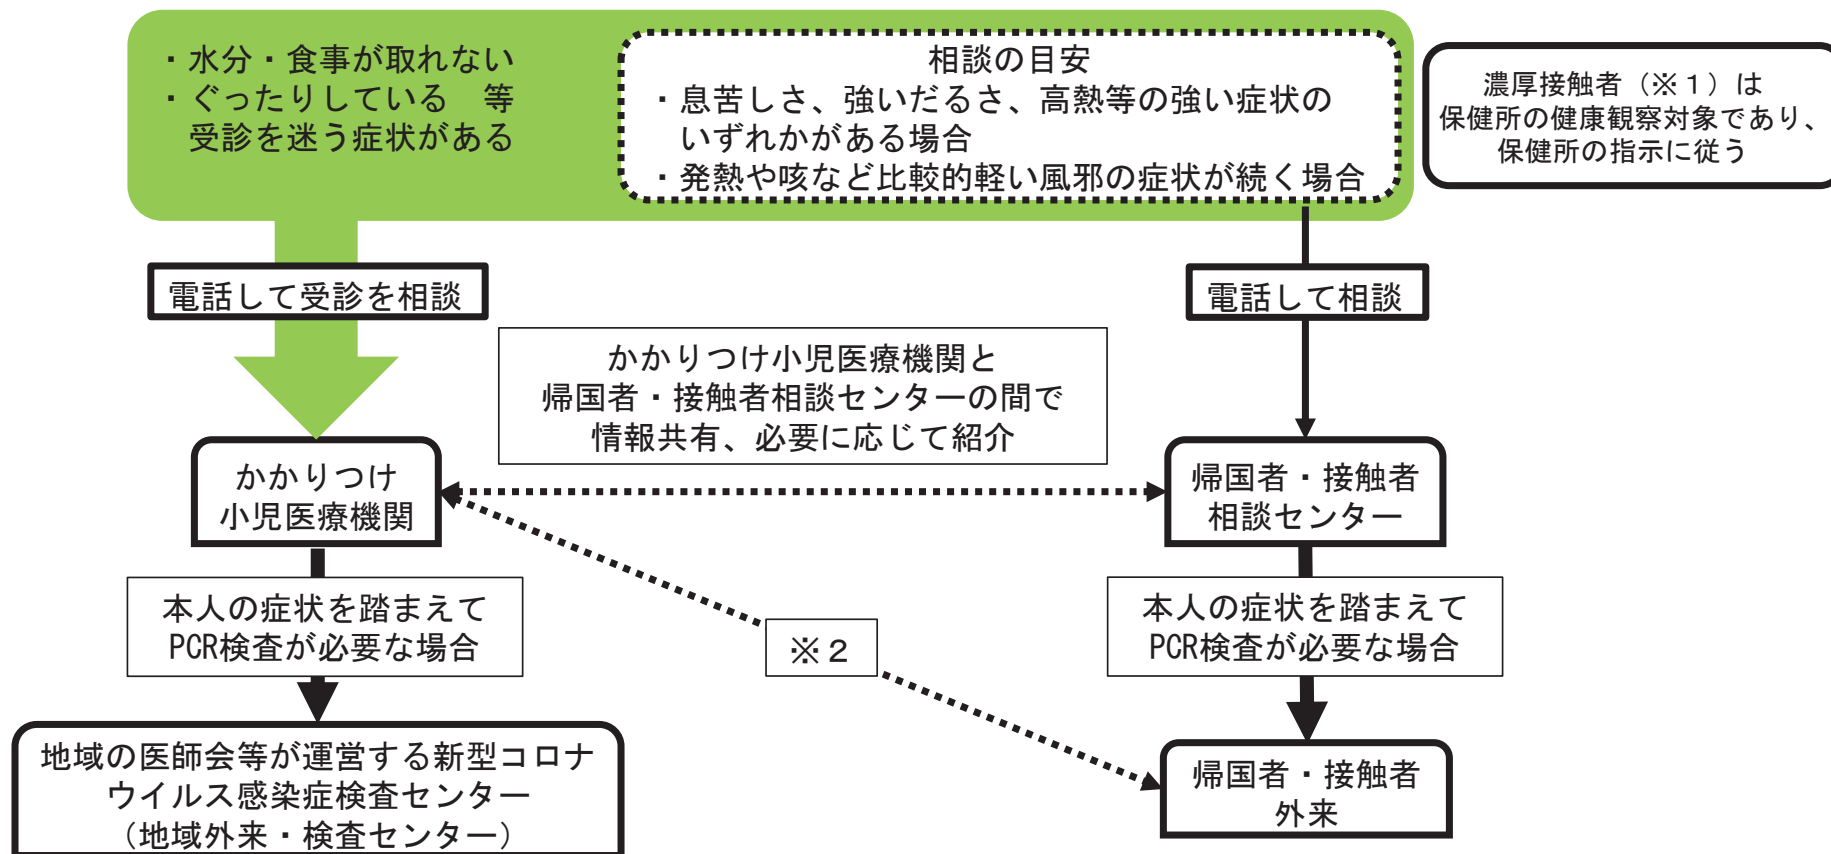 ・水分・食事が取れない
・ぐったりしている　等
受診を迷う症状がある
相談の目安
・息苦しさ、強いだるさ、高熱等の強い症状の
いずれかがある場合
・発熱や咳など比較的軽い風邪の症状が続く場合
濃厚接触者（※１）は
保健所の健康観察対象であり、
保健所の指示に従う
電話して受診を相談
電話して相談
かかりつけ小児医療機関と
帰国者・接触者相談センターの間で
情報共有、必要に応じて紹介
かかりつけ
小児医療機関
帰国者・接触者
相談センター
本人の症状を踏まえて
PCR検査が必要な場合
※２
本人の症状を踏まえて
PCR検査が必要な場合
地域の医師会等が運営する新型コロナ
ウイルス感染症検査センター
（地域外来・検査センター）
帰国者・接触者
外来